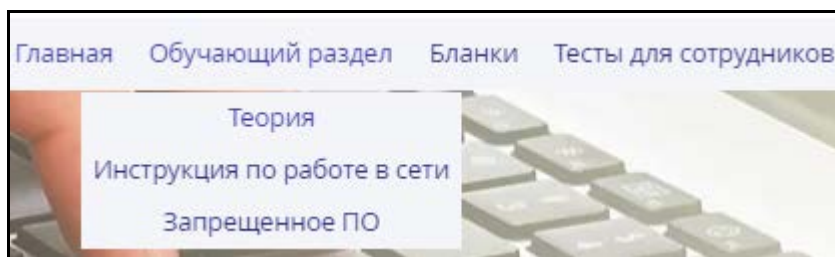 Главная Обучающий раздел Бланки Тесты для сотрудников
Теория
Инструкция по работе в сети
Запрещенное ПО